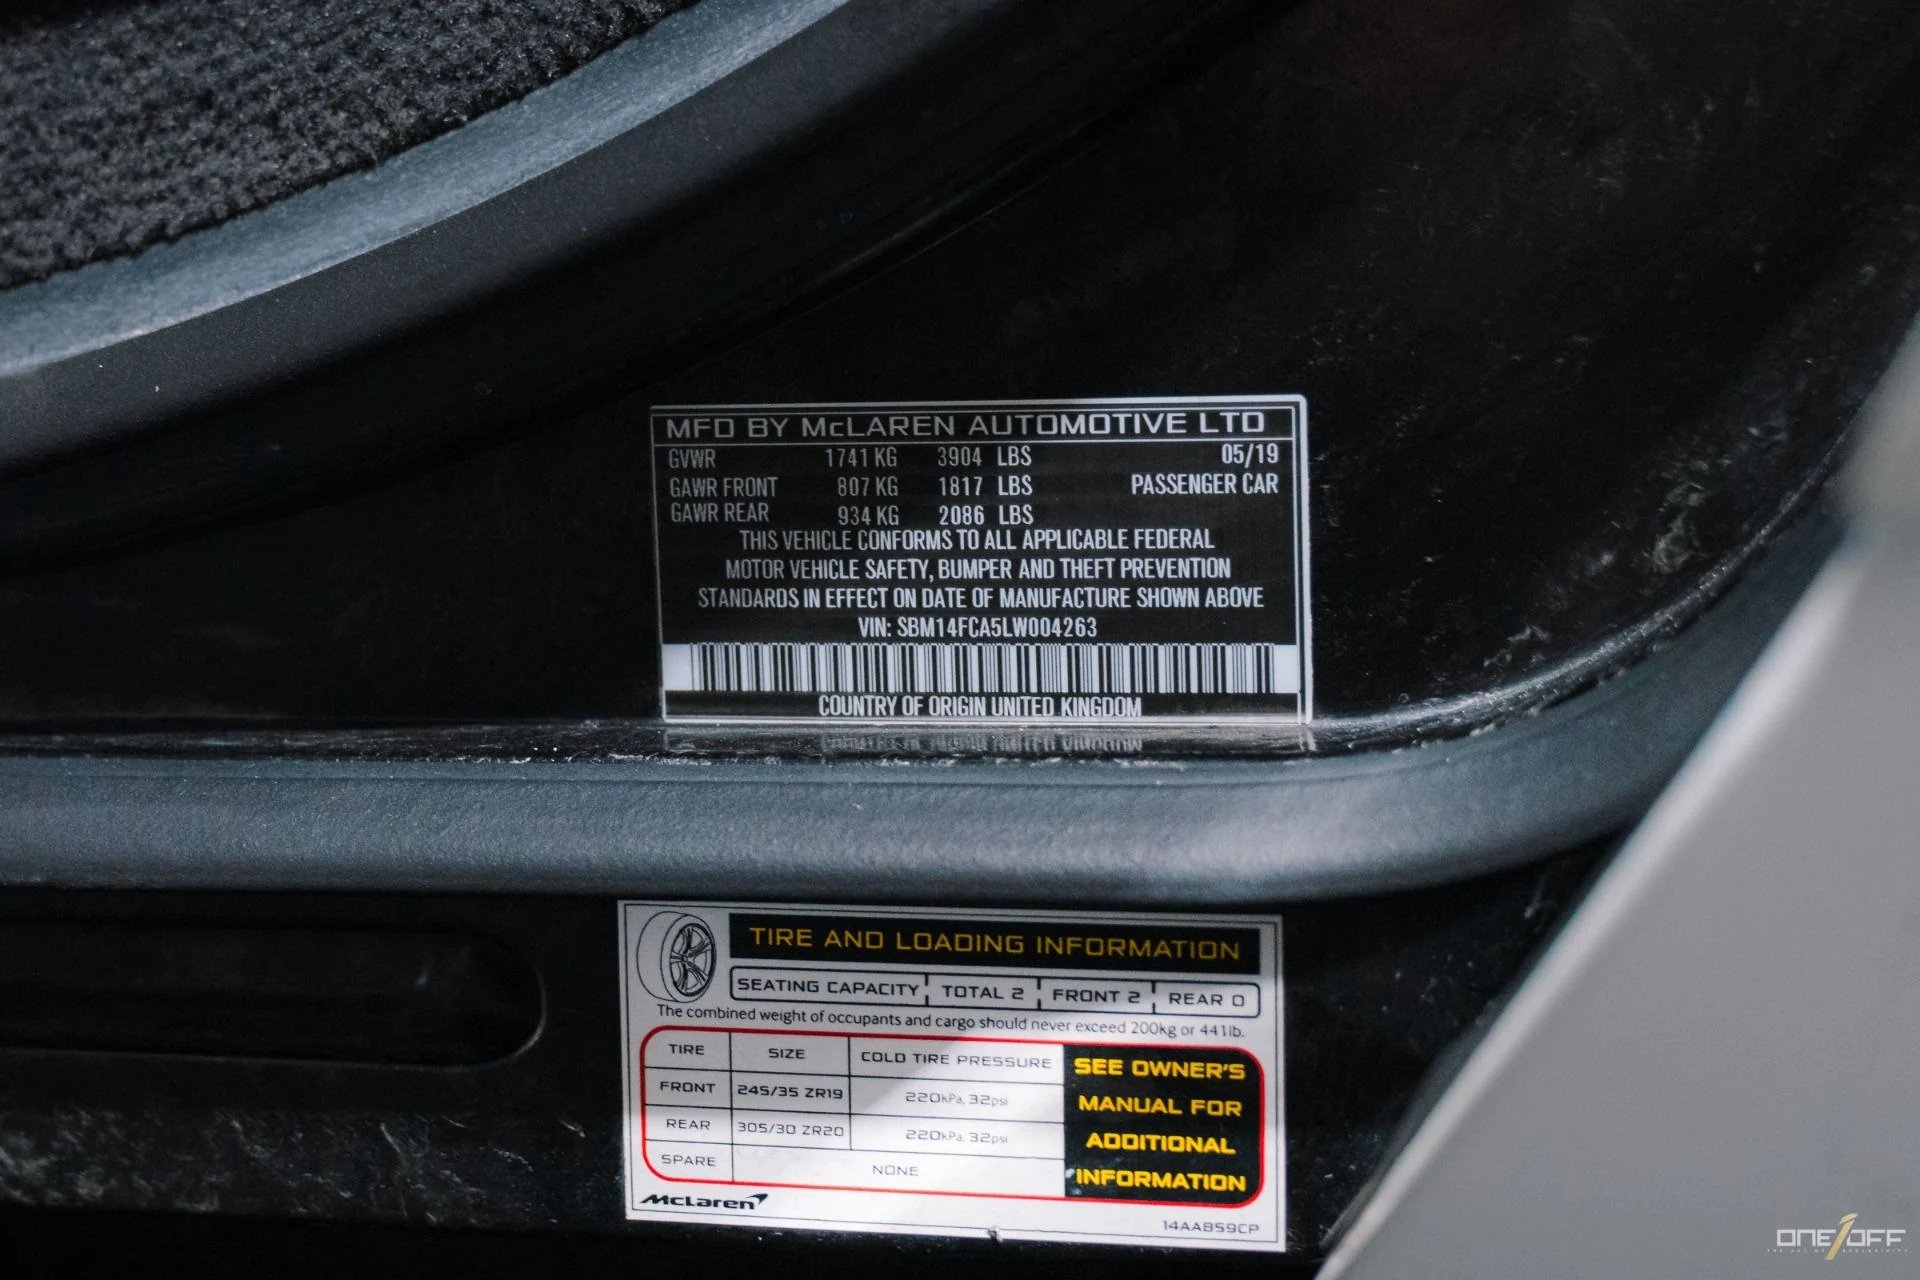 MFD BY McLAREN AUTOMOTIVE LTD
GVWR 1741 KG 3904 LBS 05/19
GAWR FRONT 807 KG 1817 LBS PASSENGER CAR
GAWR REAR 934 KG 2086 LBS
THIS VEHICLE CONFORMS TO ALL APPLICABLE FEDERAL
MOTOR VEHICLE SAFETY, BUMPER AND THEFT PREVENTION
STANDARDS IN EFFECT ON DATE OF MANUFACTURE SHOWN ABOVE
VIN: SBM14FCA5LW004263
COUNTRY OF ORIGIN UNITED KINGDOM
TIRE AND LOADING INFORMATION
SEATING CAPACITY TOTAL 2 FRONT 2 REAR 0
The combined weight of occupants and cargo should never exceed 200kg or 441lb.
TIRE SIZE COLD TIRE PRESSURE
FRONT 245/35 ZR19 220kPa, 32psi
REAR 305/30 ZR20 220kPa, 32psi
SPARE NONE
SEE OWNER'S
MANUAL FOR
ADDITIONAL
INFORMATION
McLaren
14AA859CP
ONE/OFF